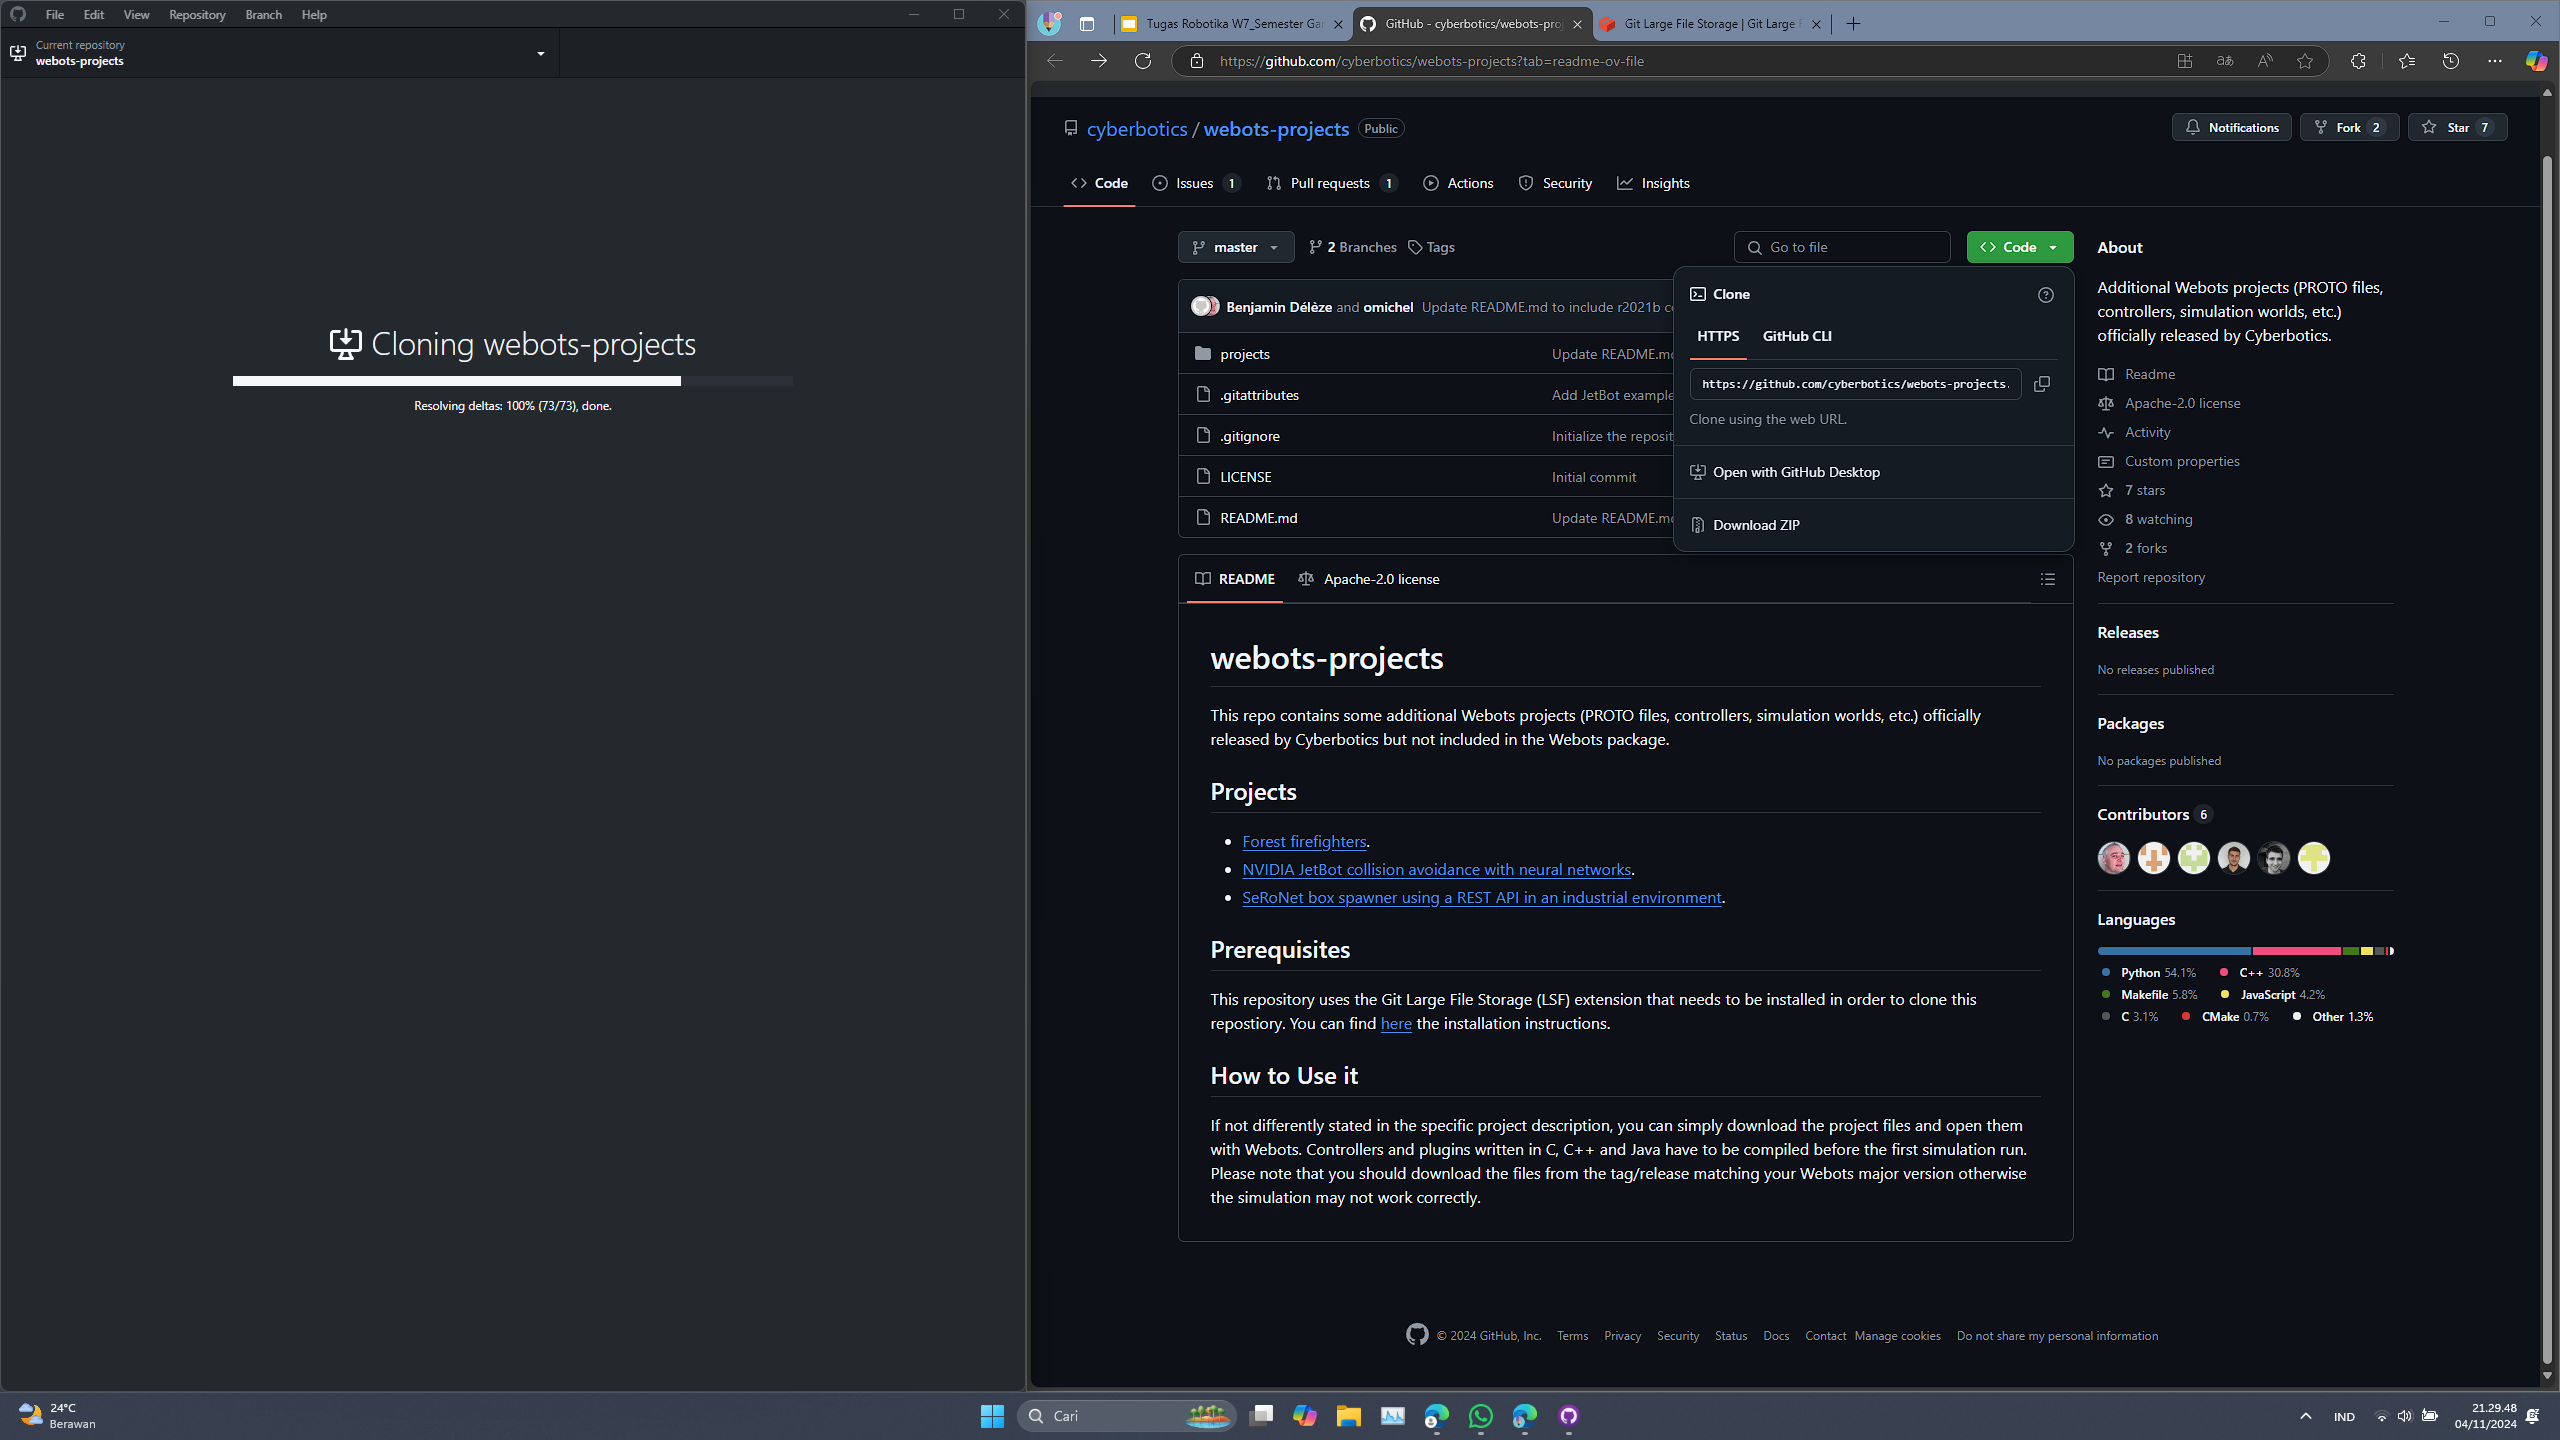 File Edit View Repository Branch Help
Current repository
webots-projects
Cloning webots-projects
Resolving deltas: 100% (73/73), done.
Tugas Robotika W7_Semester Ga
GitHub - cyberbotics/webots-pro
Git Large File Storage | Git Large F
https://github.com/cyberbotics/webots-projects?tab=readme-ov-file
cyberbotics / webots-projects Public
Notifications
Fork 2
Star 7
Code
Issues 1
Pull requests 1
Actions
Security
Insights
master
2 Branches
Tags
Go to file
Code
Benjamin Délèze and omichel Update README.md to include r2021b c
projects Update README.m
.gitattributes Add JetBot example
.gitignore Initialize the reposit
LICENSE Initial commit
README.md Update README.m
Clone
HTTPS GitHub CLI
https://github.com/cyberbotics/webots-projects.
Clone using the web URL.
Open with GitHub Desktop
Download ZIP
README
Apache-2.0 license
webots-projects
This repo contains some additional Webots projects (PROTO files, controllers, simulation worlds, etc.) officially
released by Cyberbotics but not included in the Webots package.
Projects
• Forest firefighters.
• NVIDIA JetBot collision avoidance with neural networks.
• SeRoNet box spawner using a REST API in an industrial environment.
Prerequisites
This repository uses the Git Large File Storage (LSF) extension that needs to be installed in order to clone this
repostiory. You can find here the installation instructions.
How to Use it
If not differently stated in the specific project description, you can simply download the project files and open them
with Webots. Controllers and plugins written in C, C++ and Java have to be compiled before the first simulation run.
Please note that you should download the files from the tag/release matching your Webots major version otherwise
the simulation may not work correctly.
About
Additional Webots projects (PROTO files,
controllers, simulation worlds, etc.)
officially released by Cyberbotics.
Readme
Apache-2.0 license
Activity
Custom properties
7 stars
8 watching
2 forks
Report repository
Releases
No releases published
Packages
No packages published
Contributors 6
Languages
Python 54.1% C++ 30.8%
Makefile 5.8% JavaScript 4.2%
C 3.1% CMake 0.7% Other 1.3%
© 2024 GitHub, Inc. Terms Privacy Security Status Docs Contact Manage cookies Do not share my personal information
24°C
Berawan
Cari
IND
21.29.48
04/11/2024